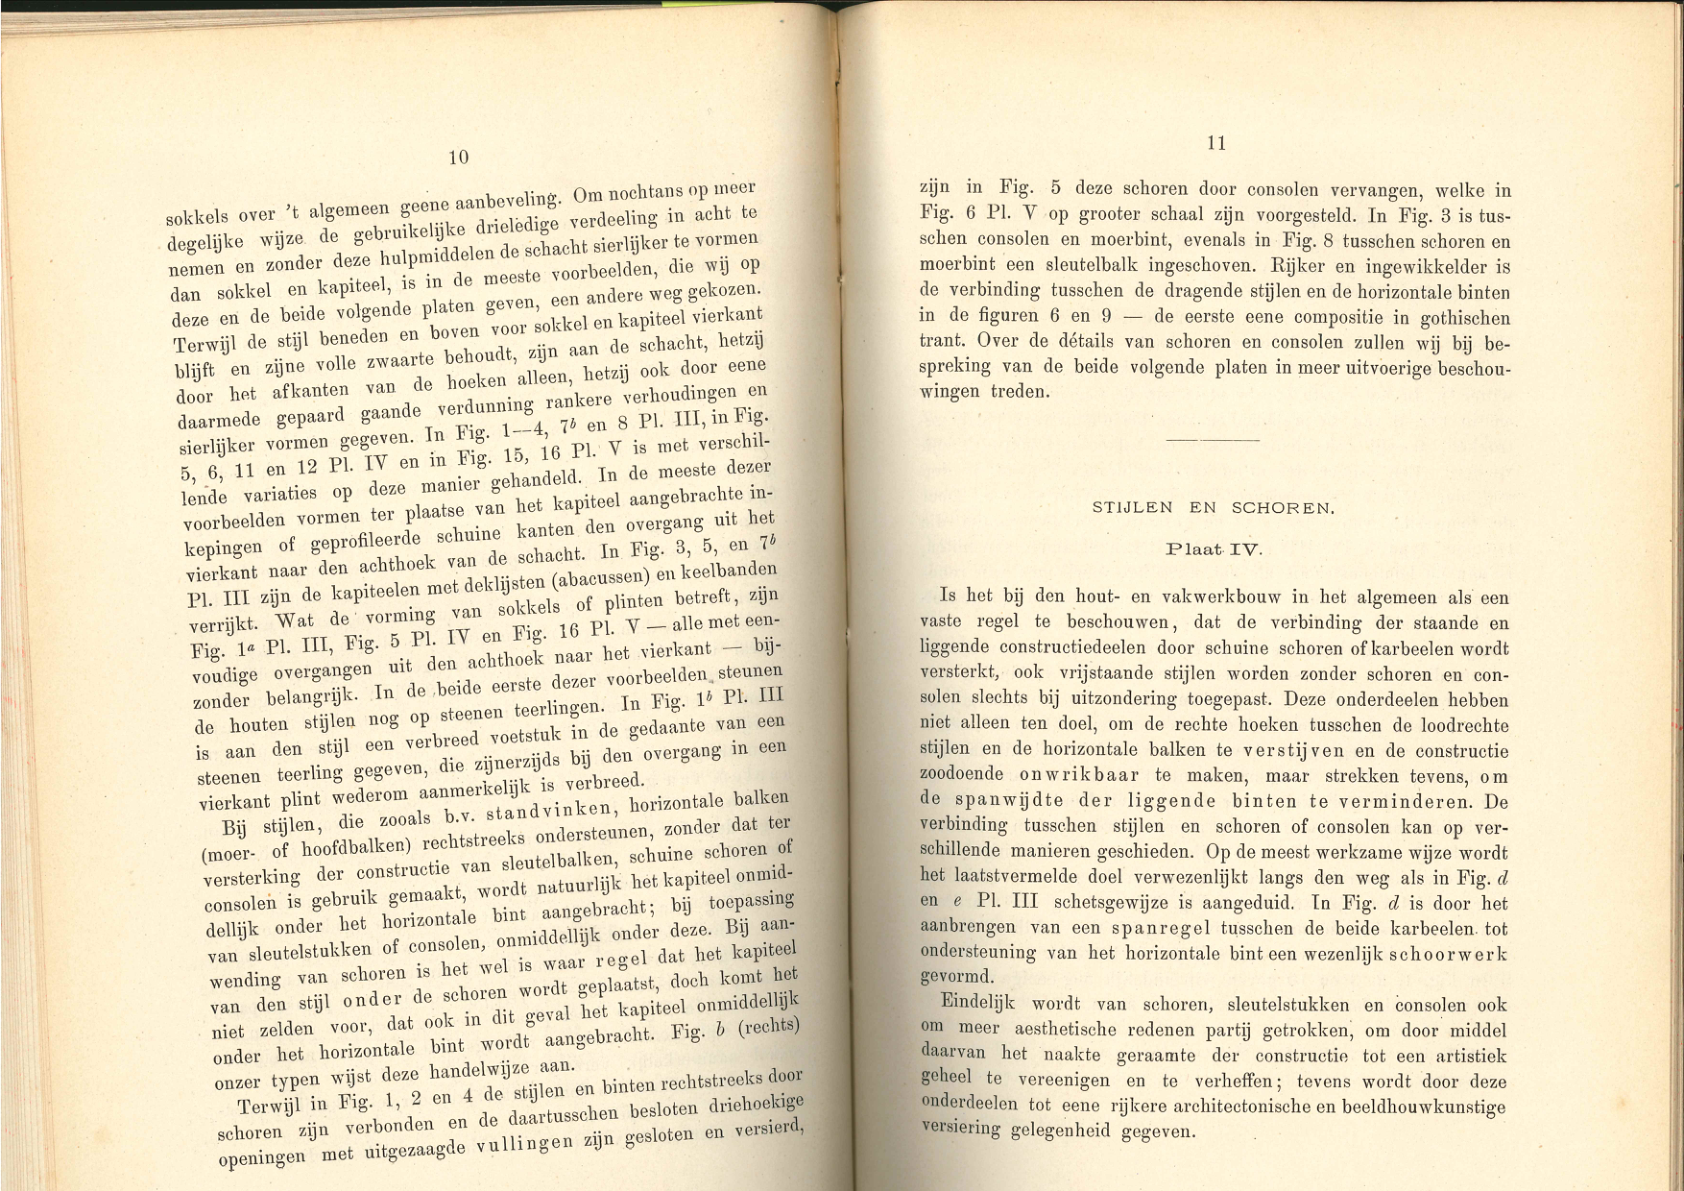 10
sokkels over 't algemeen geene aanbeveling. Om nochtans op meer
degelijke wijze de gebruikelijke drieledige verdeeling in acht te
nemen en zonder deze hulpmiddelen de schacht sierlijker te vormen
dan sokkel en kapiteel, is in de meeste voorbeelden, die wij op
deze en de beide volgende platen geven, een andere weg gekozen.
Terwijl de stijl beneden en boven voor sokkel en kapiteel vierkant
blijft en zijne volle zwaarte behoudt, zijn aan de schacht, hetzij
door het afkanten van de hoeken alleen, hetzij ook door eene
daarmede gepaard gaande verdunning rankere verhoudingen en
sierlijker vormen gegeven. In Fig. 1—4, 7b en 8 Pl. III, in Fig.
5, 6, 11 en 12 Pl. IV en in Fig. 15, 16 Pl. V is met verschil-
lende variaties op deze manier gehandeld. In de meeste dezer
voorbeelden vormen ter plaatse van het kapiteel aangebrachte in-
kepingen of geprofileerde schuine kanten den overgang uit het
vierkant naar den achthoek van de schacht. In Fig. 3, 5, en 7b
Pl. III zijn de kapiteelen met deklijsten (abacussen) en keelbanden
verrijkt. Wat de vorming van sokkels of plinten betreft, zijn
Fig. 1a Pl. III, Fig. 5 Pl. IV en Fig. 16 Pl. V — alle met een-
voudige overgangen uit den achthoek naar het vierkant — bij-
zonder belangrijk. In de beide eerste dezer voorbeelden steunen
de houten stijlen nog op steenen teerlingen. In Fig. 1b Pl. III
is aan den stijl een verbreed voetstuk in de gedaante van een
steenen teerling gegeven, die zijnerzijds bij den overgang in een
vierkant plint wederom aanmerkelijk is verbreed.
Bij stijlen, die zooals b.v. standvinken, horizontale balken
(moer- of hoofdbalken) rechtstreeks ondersteunen, zonder dat ter
versterking der constructie van sleutelbalken, schuine schoren of
consolen is gebruik gemaakt, wordt natuurlijk het kapiteel onmid-
dellijk onder het horizontale bint aangebracht; bij toepassing
van sleutelstukken of consolen, onmiddellijk onder deze. Bij aan-
wending van schoren is het wel is waar regel dat het kapiteel
van den stijl onder de schoren wordt geplaatst, doch komt het
niet zelden voor, dat ook in dit geval het kapiteel onmiddellijk
onder het horizontale bint wordt aangebracht. Fig. b (rechts)
onzer typen wijst deze handelwijze aan.
Terwijl in Fig. 1, 2 en 4 de stijlen en binten rechtstreeks door
schoren zijn verbonden en de daartusschen besloten driehoekige
openingen met uitgezaagde vullingen zijn gesloten en versierd,
11
zijn in Fig. 5 deze schoren door consolen vervangen, welke in
Fig. 6 Pl. V op grooter schaal zijn voorgesteld. In Fig. 3 is tus-
schen consolen en moerbint, evenals in Fig. 8 tusschen schoren en
moerbint een sleutelbalk ingeschoven. Rijker en ingewikkelder is
de verbinding tusschen de dragende stijlen en de horizontale binten
in de figuren 6 en 9 — de eerste eene compositie in gothischen
trant. Over de détails van schoren en consolen zullen wij bij be-
spreking van de beide volgende platen in meer uitvoerige beschou-
wingen treden.
STIJLEN EN SCHOREN.
Plaat IV.
Is het bij den hout- en vakwerkbouw in het algemeen als een
vaste regel te beschouwen, dat de verbinding der staande en
liggende constructiedeelen door schuine schoren of karbeelen wordt
versterkt, ook vrijstaande stijlen worden zonder schoren en con-
solen slechts bij uitzondering toegepast. Deze onderdeelen hebben
niet alleen ten doel, om de rechte hoeken tusschen de loodrechte
stijlen en de horizontale balken te verstijven en de constructie
zoodoende onwrikbaar te maken, maar strekken tevens, om
de spanwijdte der liggende binten te verminderen. De
verbinding tusschen stijlen en schoren of consolen kan op ver-
schillende manieren geschieden. Op de meest werkzame wijze wordt
het laatstvermelde doel verwezenlijkt langs den weg als in Fig. d
en e Pl. III schetsgewijze is aangeduid. In Fig. d is door het
aanbrengen van een spanregel tusschen de beide karbeelen tot
ondersteuning van het horizontale bint een wezenlijk schoorwerk
gevormd.
Eindelijk wordt van schoren, sleutelstukken en consolen ook
om meer aesthetische redenen partij getrokken, om door middel
daarvan het naakte geraamte der constructie tot een artistiek
geheel te vereenigen en te verheffen; tevens wordt door deze
onderdeelen tot eene rijkere architectonische en beeldhouwkunstige
versiering gelegenheid gegeven.